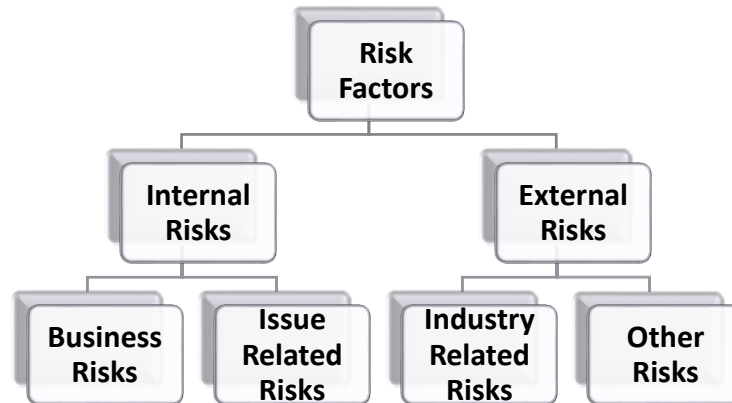 Risk
Factors
Internal
Risks
External
Risks
Business
Risks
Issue
Related
Risks
Industry
Related
Risks
Other
Risks